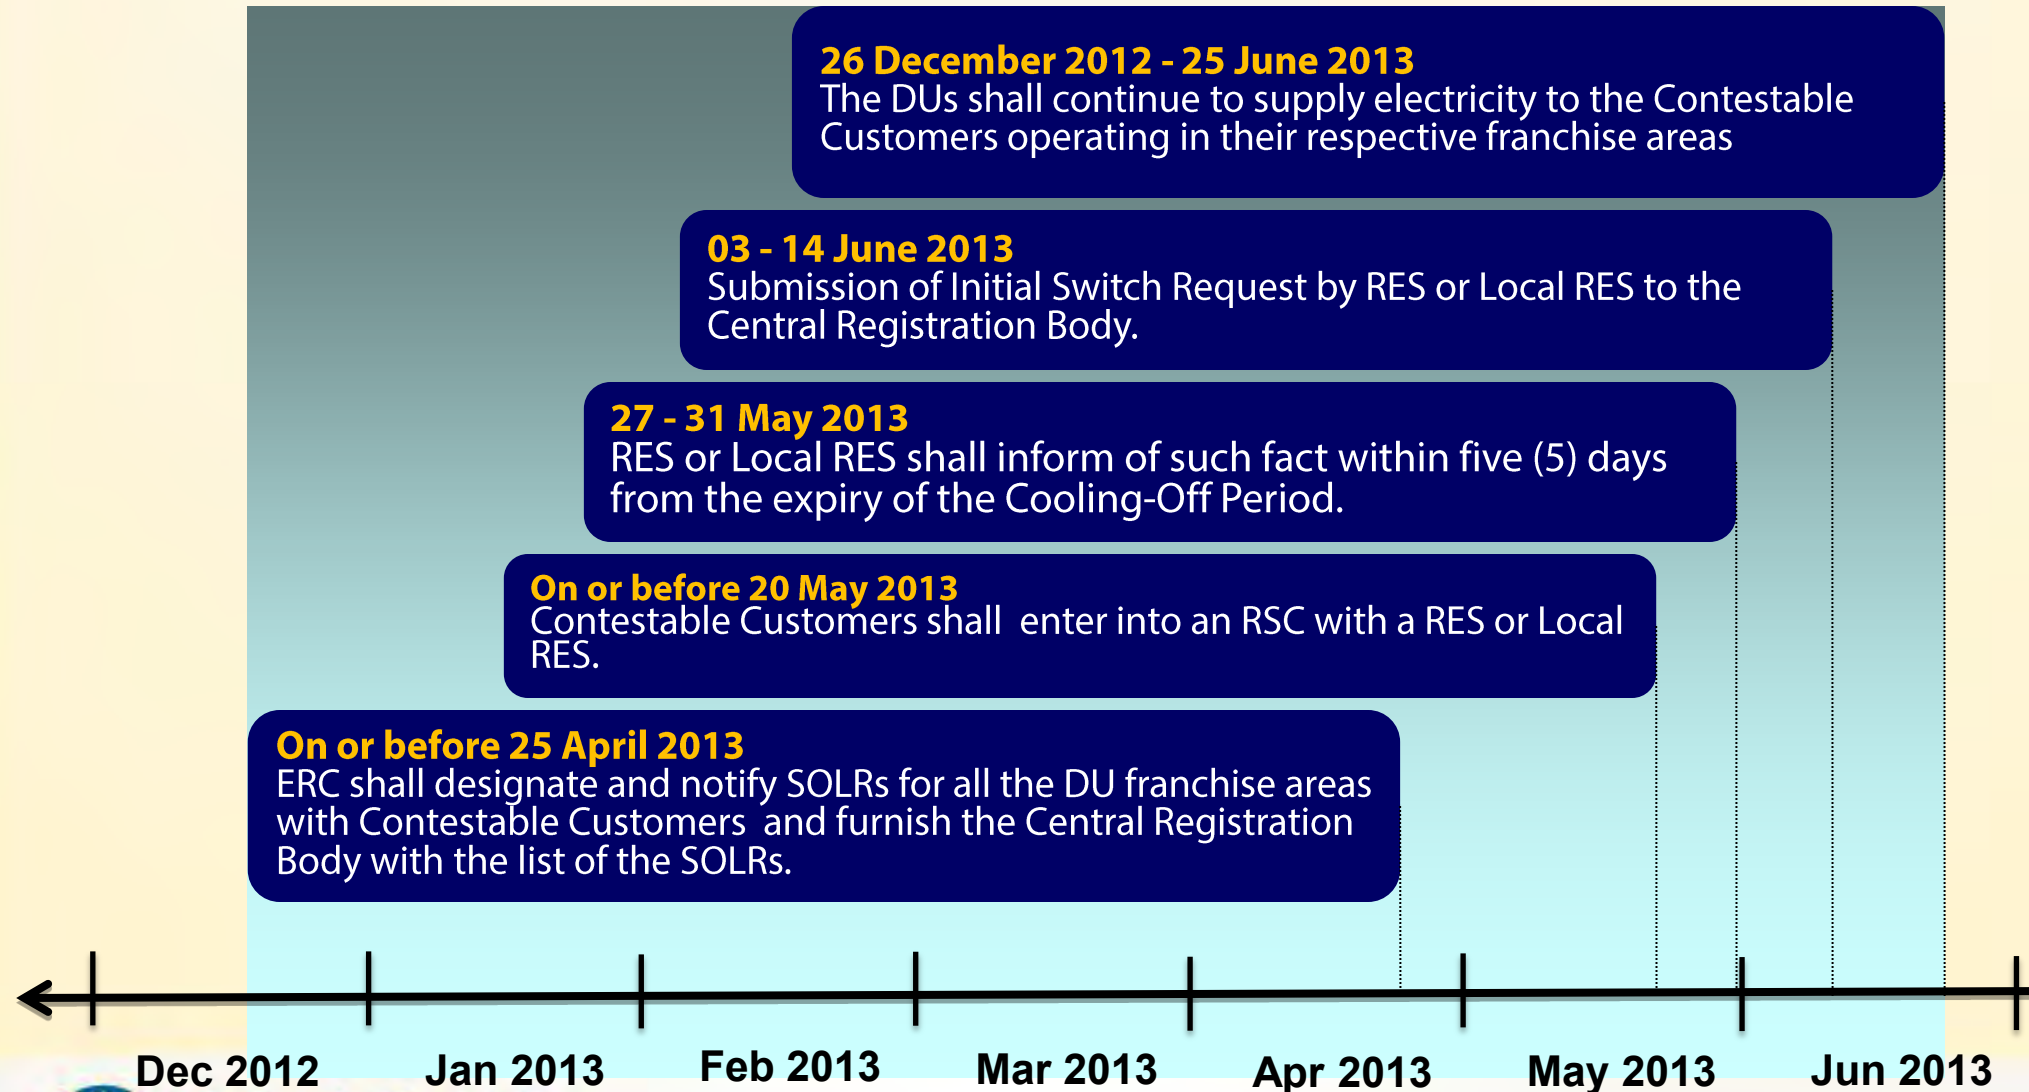 26 December 2012 - 25 June 2013
The DUs shall continue to supply electricity to the Contestable
Customers operating in their respective franchise areas
03 - 14 June 2013
Submission of Initial Switch Request by RES or Local RES to the
Central Registration Body.
27 - 31 May 2013
RES or Local RES shall inform of such fact within five (5) days
from the expiry of the Cooling-Off Period.
On or before 20 May 2013
Contestable Customers shall  enter into an RSC with a RES or Local
RES.
On or before 25 April 2013
ERC shall designate and notify SOLRs for all the DU franchise areas
with Contestable Customers  and furnish the Central Registration
Body with the list of the SOLRs.
Dec 2012 Jan 2013 Feb 2013 Mar 2013 Apr 2013 May 2013 Jun 2013